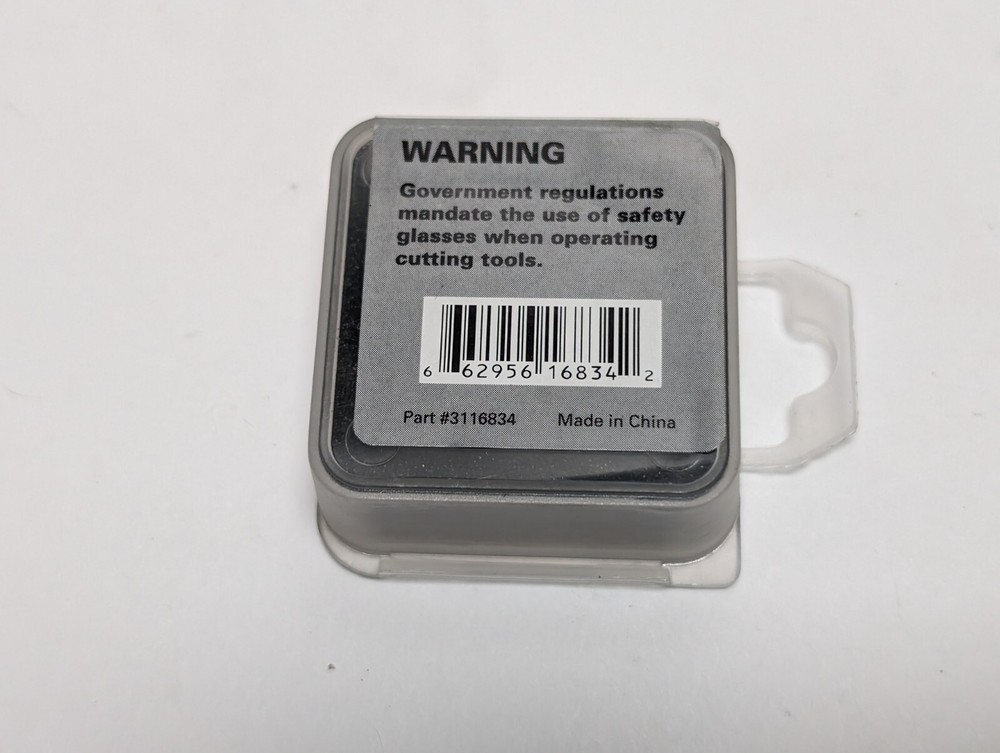 WARNING
Government regulations
mandate the use of safety
glasses when operating
cutting tools.
6 62956 16834 2
Part #3116834 Made in China